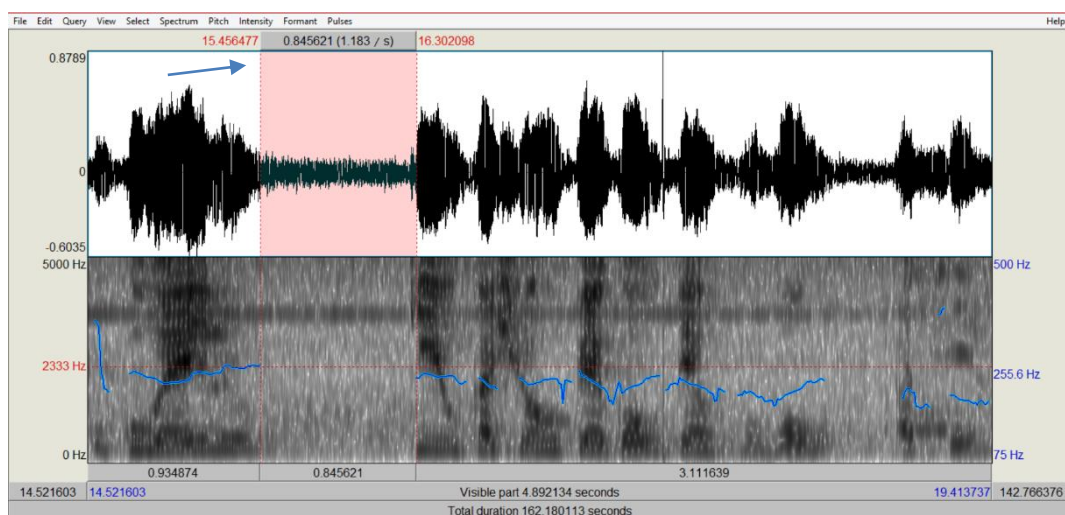 File Edit Query View Select Spectrum Pitch Intensity Formant Pulses Help
15.456477 0.845621 (1.183 / s) 16.302098
0.8789
0
-0.6035
5000 Hz 500 Hz
2333 Hz 255.6 Hz
0 Hz 75 Hz
0.934874 0.845621 3.111639
14.521603 14.521603 Visible part 4.892134 seconds 19.413737 142.766376
Total duration 162.180113 seconds